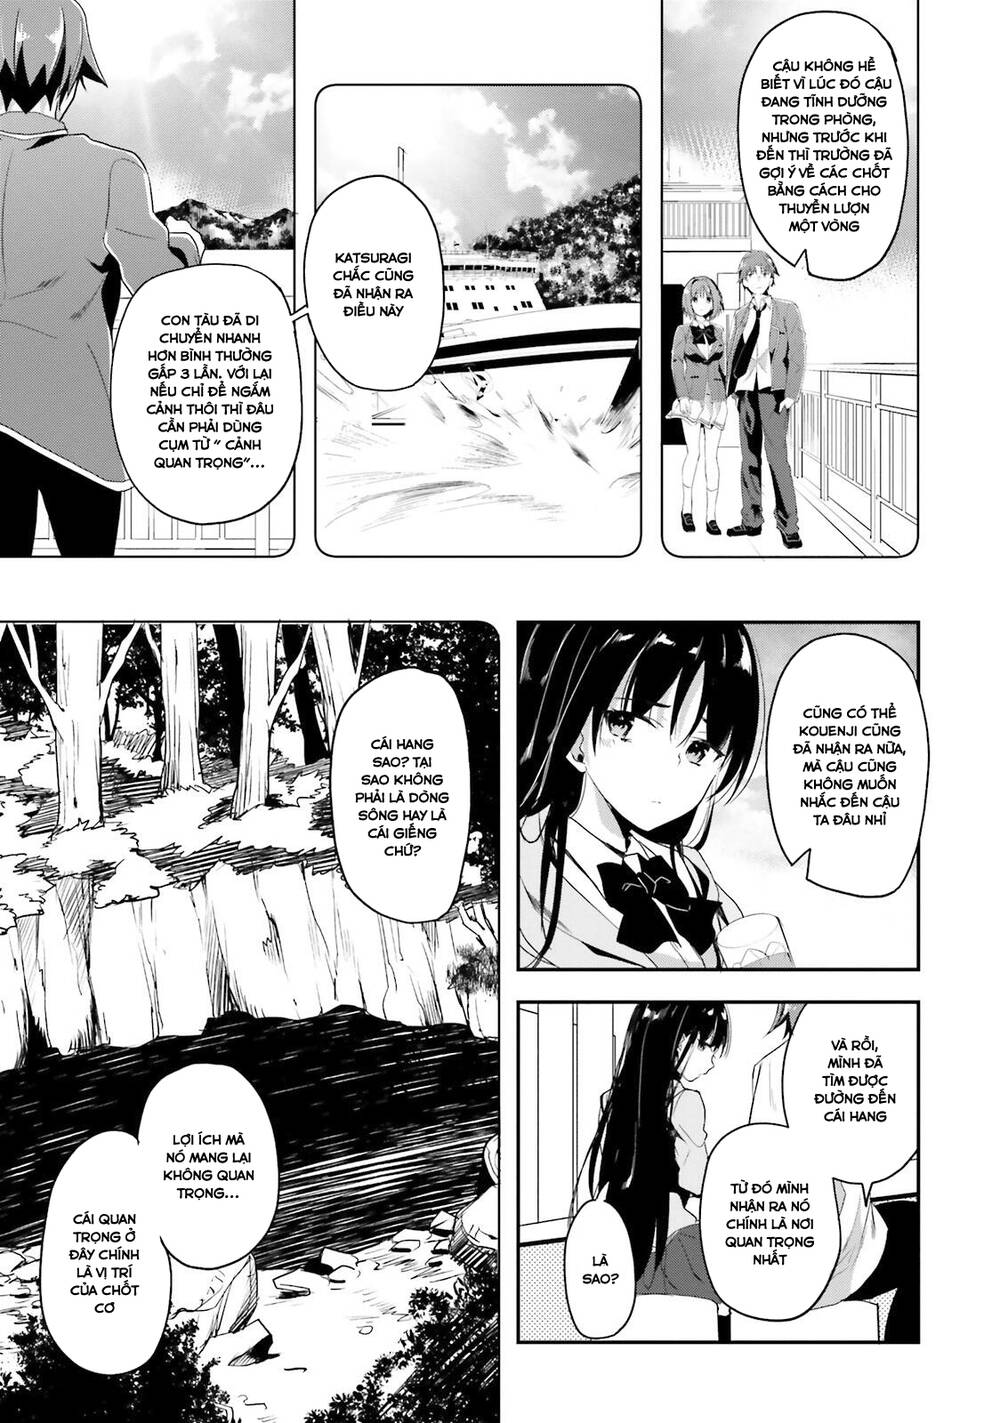 CẬU KHÔNG HỀ
BIẾT VÌ LÚC ĐÓ CẬU
ĐANG TĨNH DƯỠNG
TRONG PHÒNG,
NHƯNG TRƯỚC KHI
ĐẾN THÌ TRƯỜNG ĐÃ
GỢI Ý VỀ CÁC CHỐT
BẰNG CÁCH CHO
THUYỀN LƯỢN
MỘT VÒNG
KATSURAGI
CHẮC CŨNG
ĐÃ NHẬN RA
ĐIỀU NÀY
CON TÀU ĐÃ DI
CHUYỂN NHANH
HƠN BÌNH THƯỜNG
GẤP 3 LẦN. VỚI LẠI
NẾU CHỈ ĐỂ NGẮM
CẢNH THÔI THÌ ĐÂU
CẦN PHẢI DÙNG
CỤM TỪ " CẢNH
QUAN TRỌNG"...
CŨNG CÓ THỂ
KOUENJI CŨNG
ĐÃ NHẬN RA NỮA,
MÀ CẬU CŨNG
KHÔNG MUỐN
NHẮC ĐẾN CẬU
TA ĐÂU NHỈ
VÀ RỒI,
MÌNH ĐÃ
TÌM ĐƯỢC
ĐƯỜNG ĐẾN
CÁI HANG
TỪ ĐÓ MÌNH
NHẬN RA NÓ
CHÍNH LÀ NƠI
QUAN TRỌNG
NHẤT
LÀ
SAO?
CÁI HANG
SAO? TẠI
SAO KHÔNG
PHẢI LÀ DÒNG
SÔNG HAY LÀ
CÁI GIẾNG
CHỨ?
LỢI ÍCH MÀ
NÓ MANG LẠI
KHÔNG QUAN
TRỌNG...
CÁI QUAN
TRỌNG Ở
ĐÂY CHÍNH
LÀ VỊ TRÍ
CỦA CHỐT
CƠ